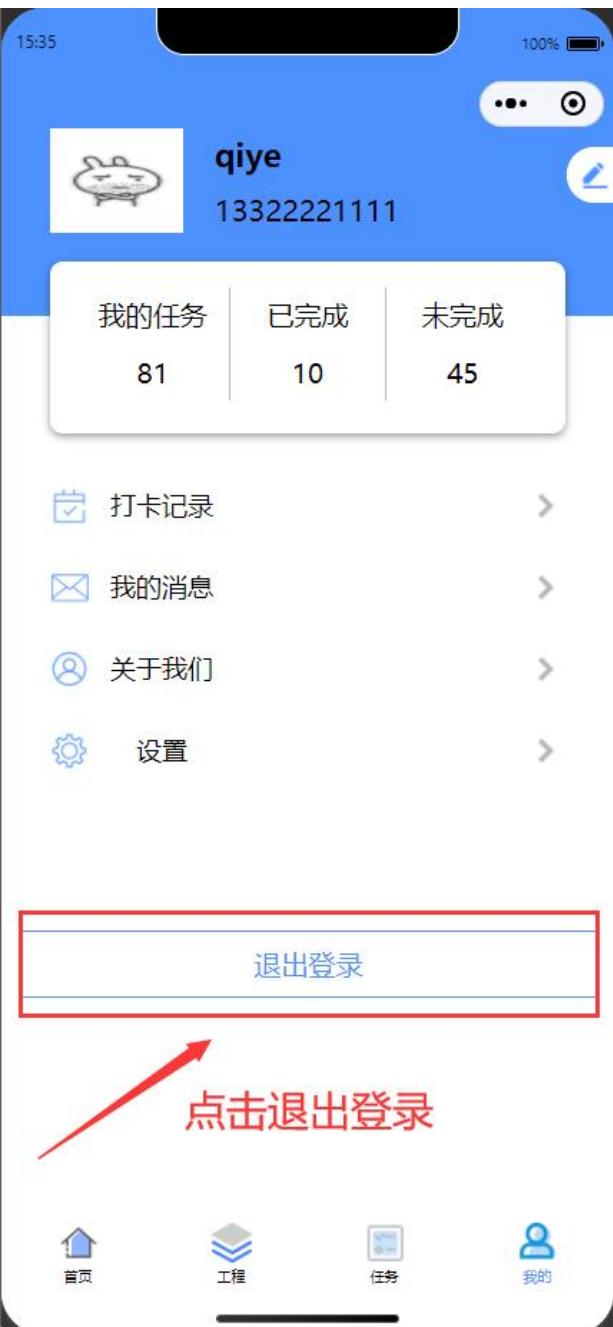 15:35
100%
qiye
13322221111
我的任务 已完成 未完成
81 10 45
打卡记录
我的消息
关于我们
设置
退出登录
点击退出登录
首页 工程 任务 我的